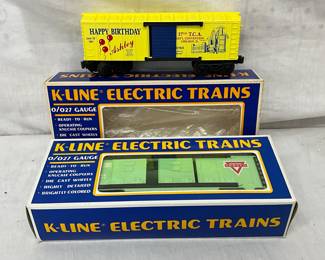 HAPPY BIRTHDAY
Ashley
17TH T.C.A.
K-LINE ELECTRIC TRAINS
O/027 GAUGE
- READY TO RUN
- OPERATING KNUCKLE COUPLERS
- DIE CAST WHEELS
K-LINE ELECTRIC TRAINS
O/027 GAUGE
- READY TO RUN
- OPERATING KNUCKLE COUPLERS
- DIE CAST WHEELS
- HIGHLY DETAILED
- BRIGHTLY COLORED